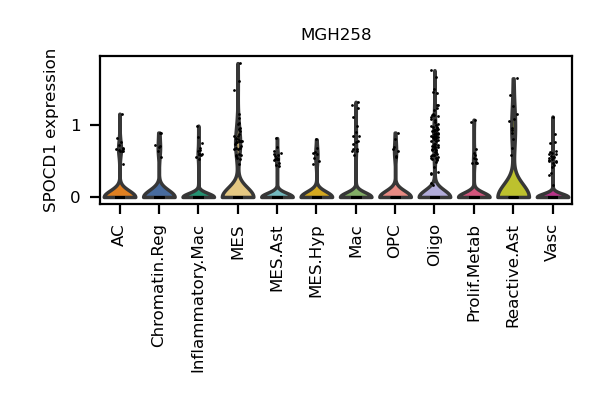 MGH258
SPOCD1 expression
1
0
AC
Chromatin.Reg
Inflammatory.Mac
MES
MES.Ast
MES.Hyp
Mac
OPC
Oligo
Prolif.Metab
Reactive.Ast
Vasc